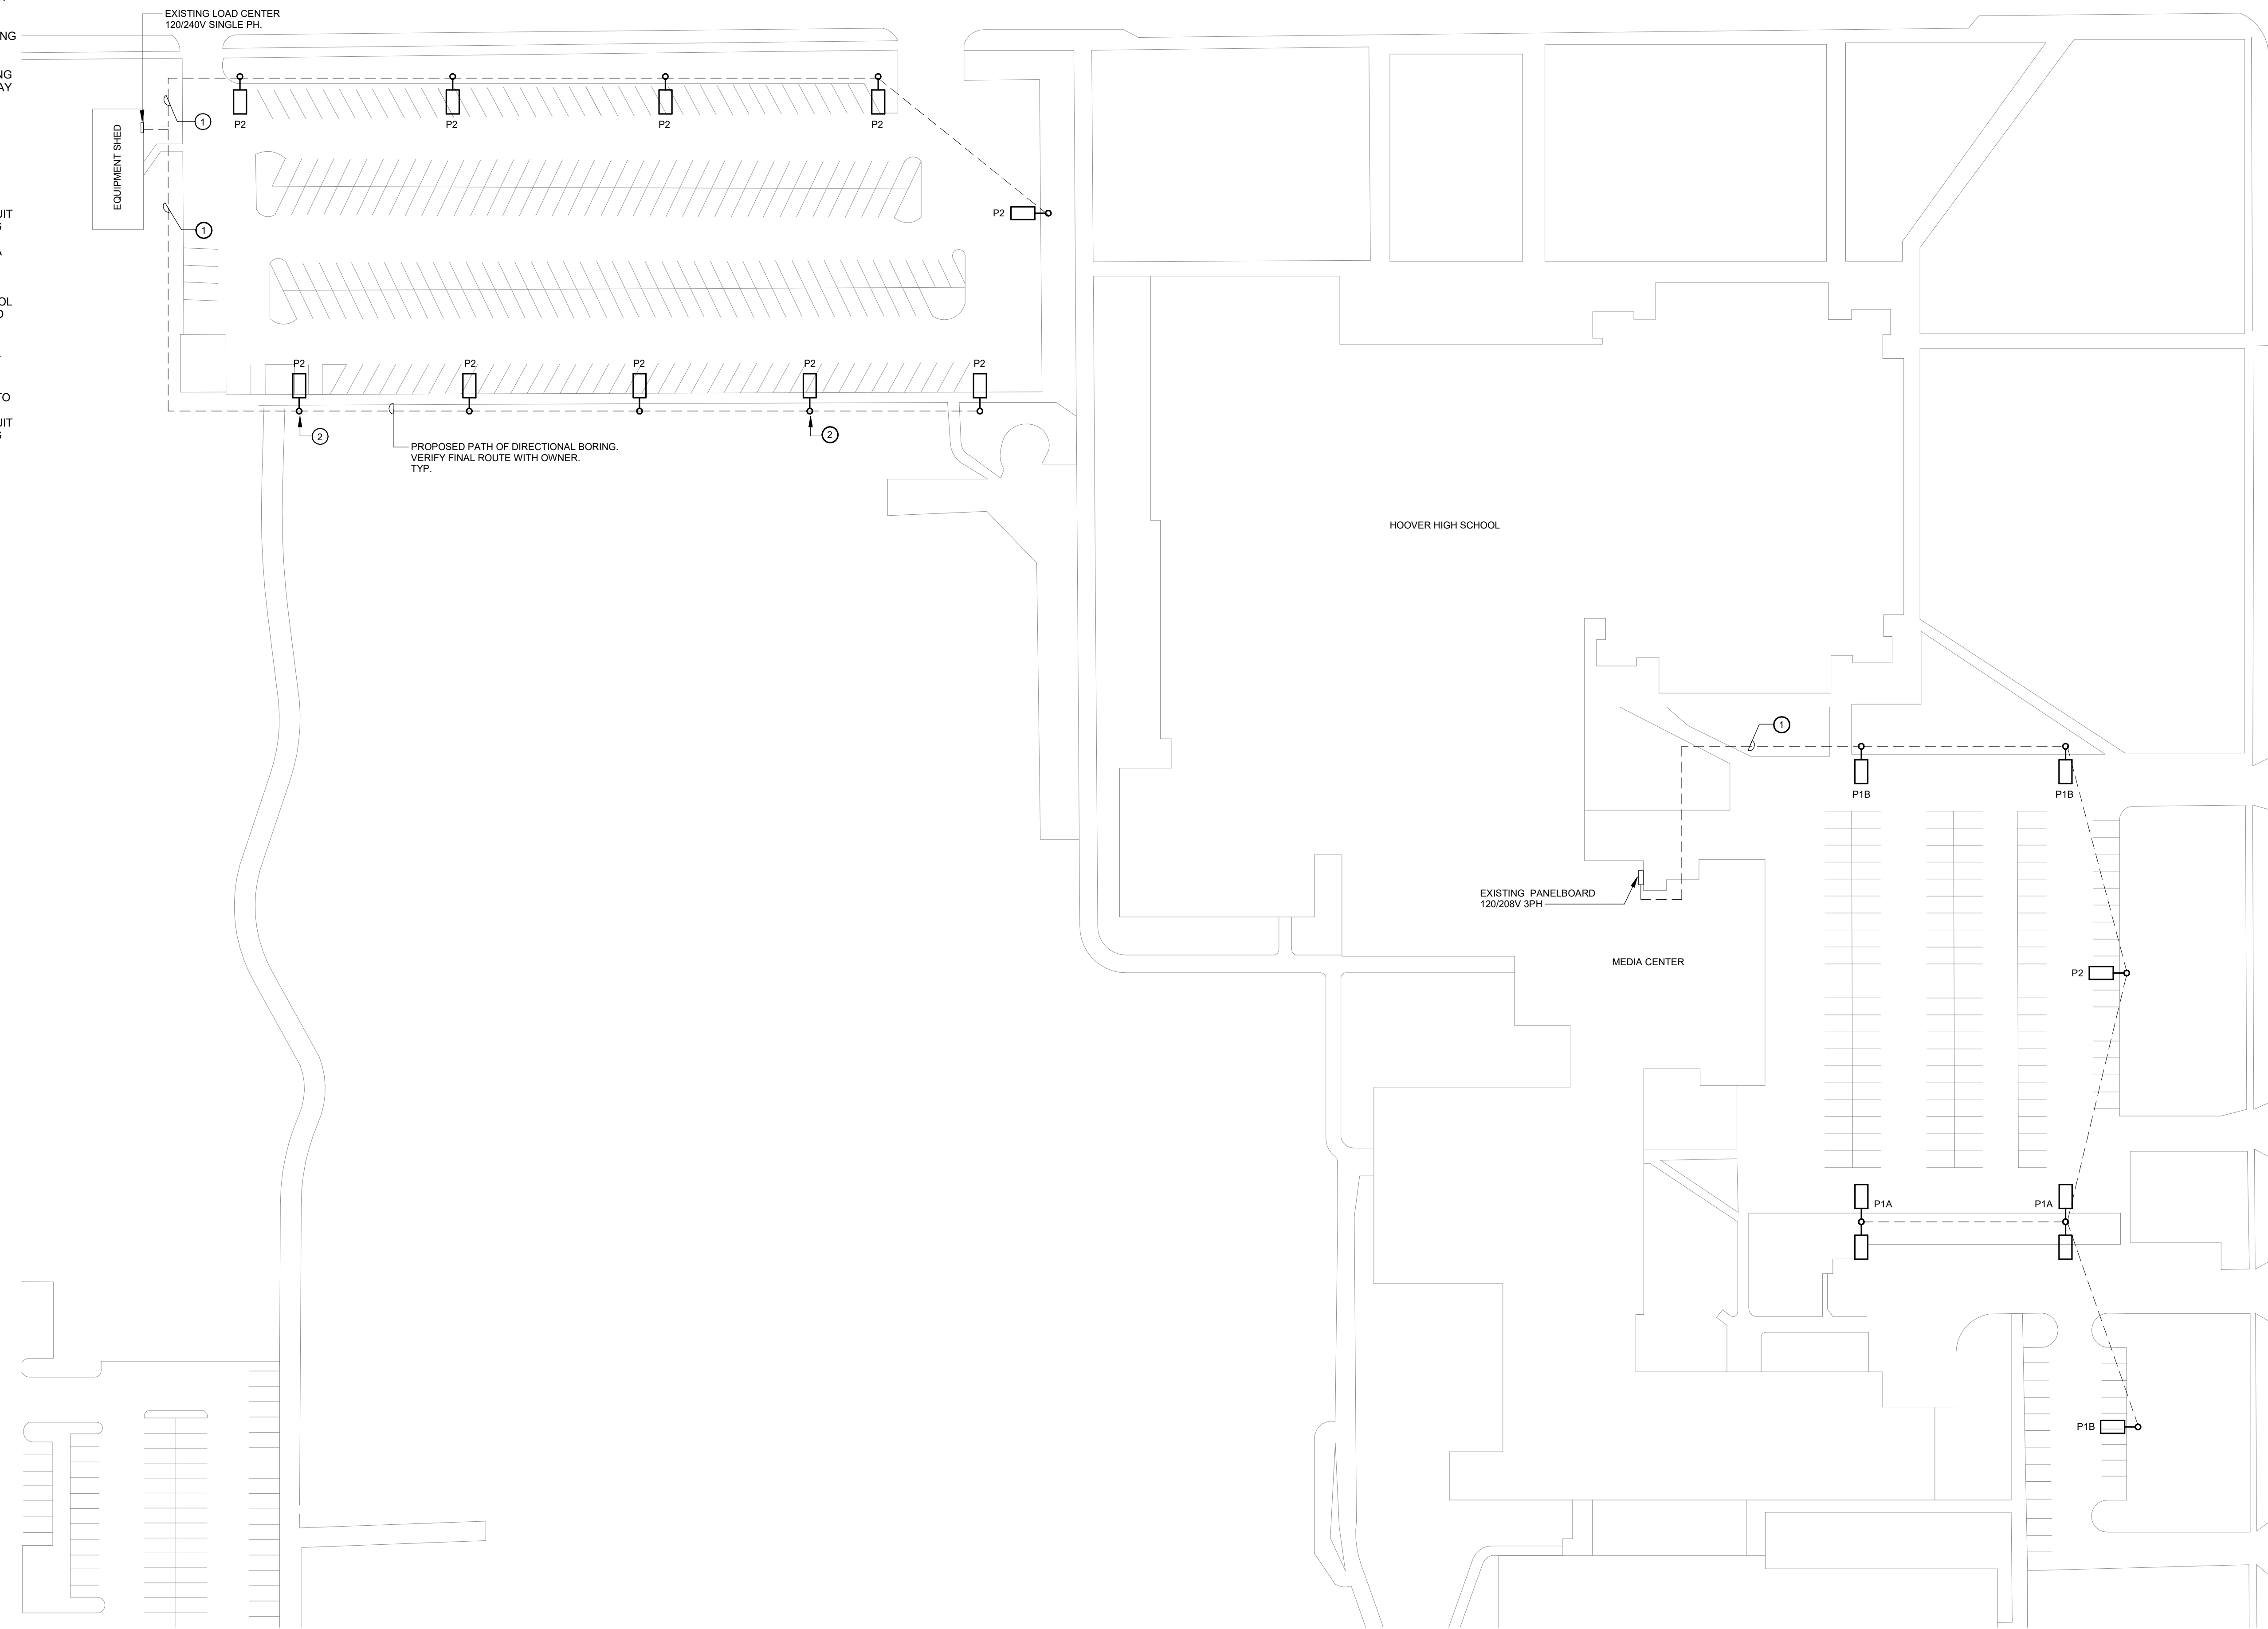 EXISTING LOAD CENTER
120/240V SINGLE PH.
NG
NG
AY
EQUIPMENT SHED
1
P2
P2
P2
P2
UIT
1
P2
OL
P2
P2
P2
P2
P2
TO
UIT
2
2
PROPOSED PATH OF DIRECTIONAL BORING.
VERIFY FINAL ROUTE WITH OWNER.
TYP.
HOOVER HIGH SCHOOL
1
P1B
P1B
EXISTING PANELBOARD
120/208V 3PH
MEDIA CENTER
P2
P1A
P1A
P1B